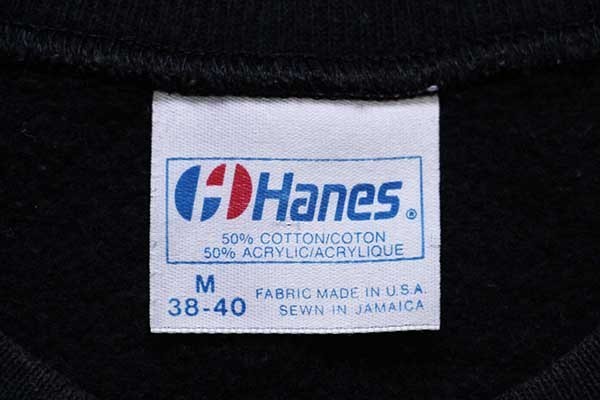 Hanes®
50% COTTON/COTON
50% ACRYLIC/ACRYLIQUE
M
38-40
FABRIC MADE IN U.S.A.
SEWN IN JAMAICA